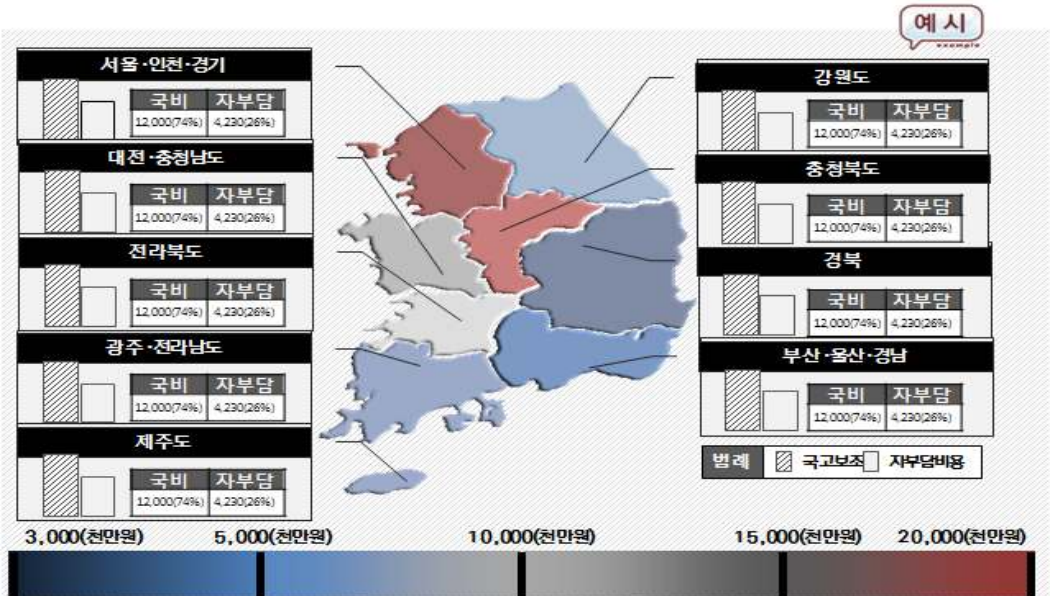 예시
example
서울·인천·경기
국비 자부담
12,000(74%) 4,230(26%)
대전·충청남도
국비 자부담
12,000(74%) 4,230(26%)
전라북도
국비 자부담
12,000(74%) 4,230(26%)
광주·전라남도
국비 자부담
12,000(74%) 4,230(26%)
제주도
국비 자부담
12,000(74%) 4,230(26%)
강원도
국비 자부담
12,000(74%) 4,230(26%)
충청북도
국비 자부담
12,000(74%) 4,230(26%)
경북
국비 자부담
12,000(74%) 4,230(26%)
부산·울산·경남
국비 자부담
12,000(74%) 4,230(26%)
범례 국고보조 자부담비용
3,000(천만원) 5,000(천만원) 10,000(천만원) 15,000(천만원) 20,000(천만원)